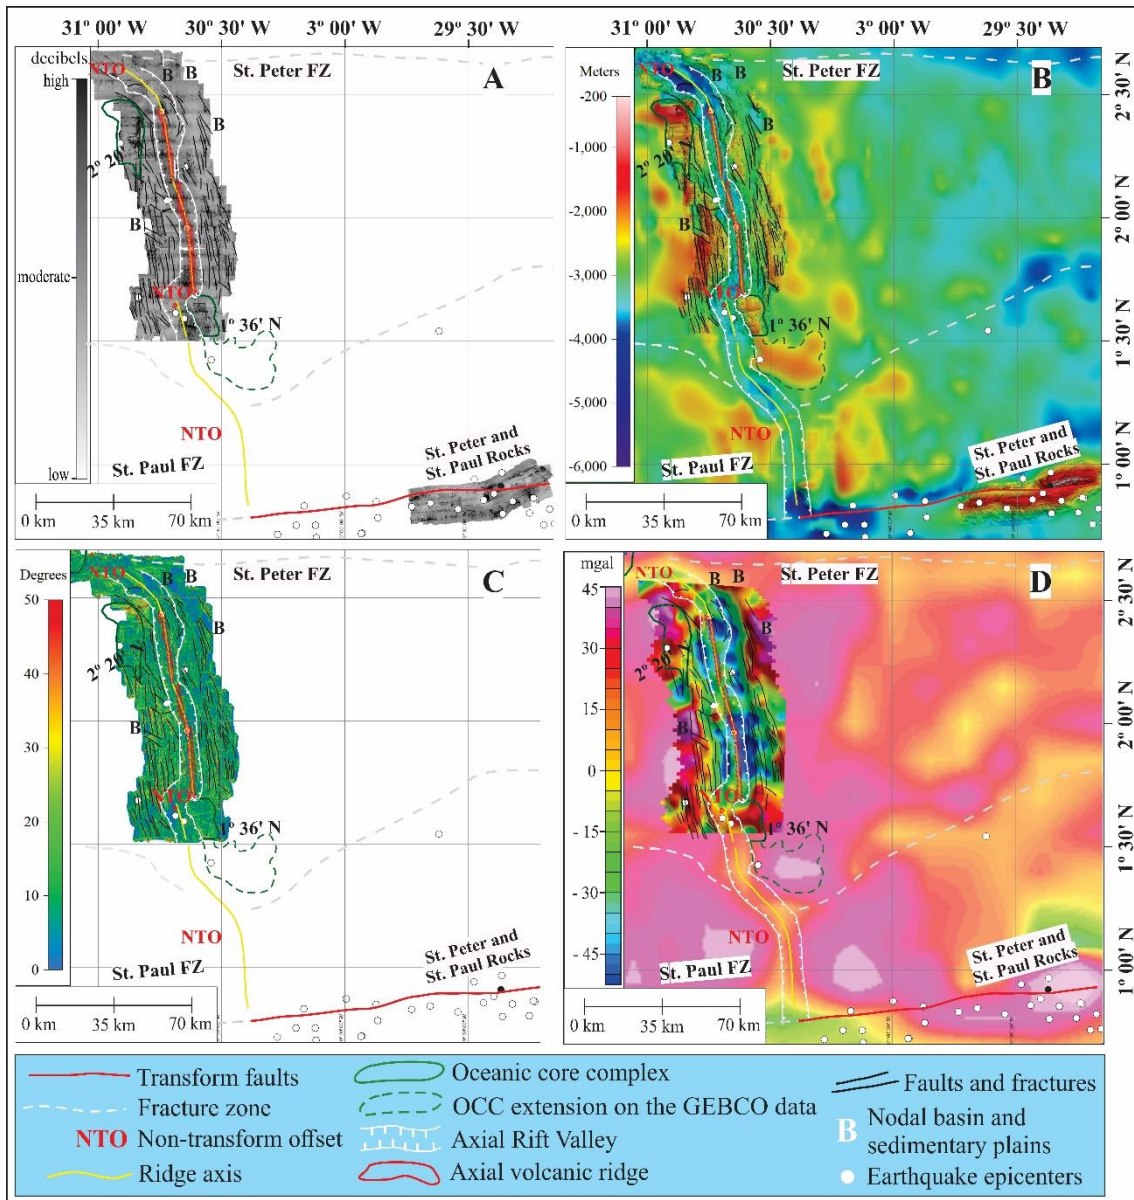 31° 00' W 30° 30' W 3° 00' W 29° 30' W
31° 00' W 30° 30' W 3° 00' W 29° 30' W
decibels
high
moderate
low
NTO
B B
St. Peter FZ
A
B
2° 20' N
B
NTO
1° 36' N
NTO
St. Paul FZ
St. Peter and
St. Paul Rocks
0 km 35 km 70 km
Meters
-200
-1,000
-2,000
-3,000
-4,000
-5,000
-6,000
NTO
B B
St. Peter FZ
B
B
2° 20'
B
NTO
1° 36' N
NTO
St. Paul FZ
St. Peter and
St. Paul Rocks
0 km 35 km 70 km
2° 30' N
2° 00' N
1° 30' N
1° 00' N
Degrees
50
40
30
20
10
0
NTO
B B
St. Peter FZ
C
B
2° 20'
B
NTO
1° 36' N
NTO
St. Paul FZ
St. Peter and
St. Paul Rocks
0 km 35 km 70 km
mgal
45
30
15
0
-15
- 30
- 45
NTO
B B
St. Peter FZ
D
B
2° 20'
B
NTO
1° 36' N
NTO
St. Paul FZ
St. Peter and
St. Paul Rocks
0 km 35 km 70 km
2° 30' N
2° 00' N
1° 30' N
1° 00' N
Transform faults
Fracture zone
NTO Non-transform offset
Ridge axis
Oceanic core complex
OCC extension on the GEBCO data
Axial Rift Valley
Axial volcanic ridge
Faults and fractures
B Nodal basin and
sedimentary plains
Earthquake epicenters